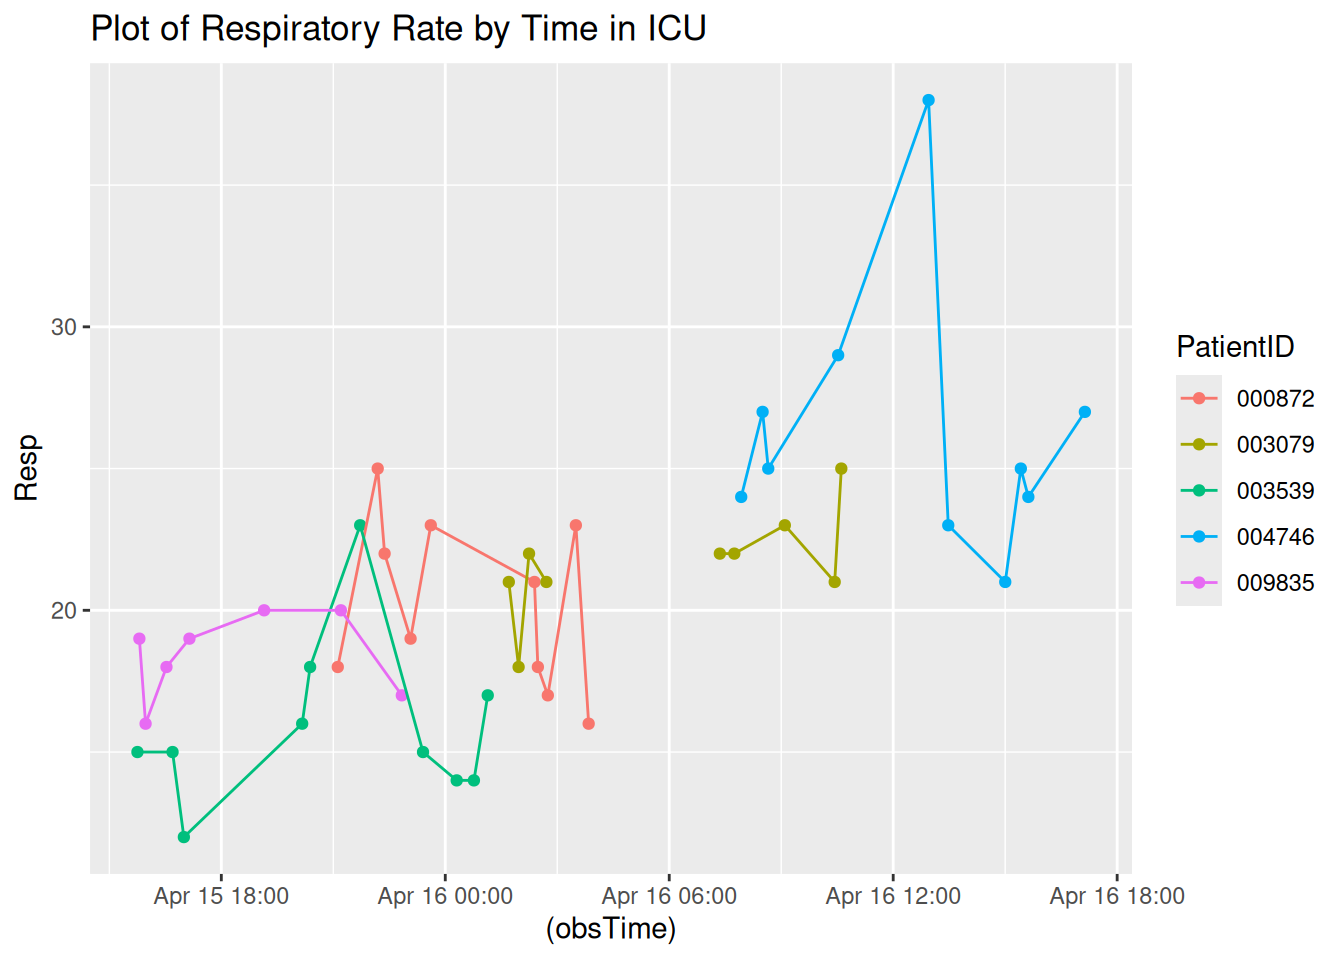 Plot of Respiratory Rate by Time in ICU
Resp
30
20
Apr 15 18:00
Apr 16 00:00
Apr 16 06:00
Apr 16 12:00
Apr 16 18:00
(obsTime)
PatientID
000872
003079
003539
004746
009835